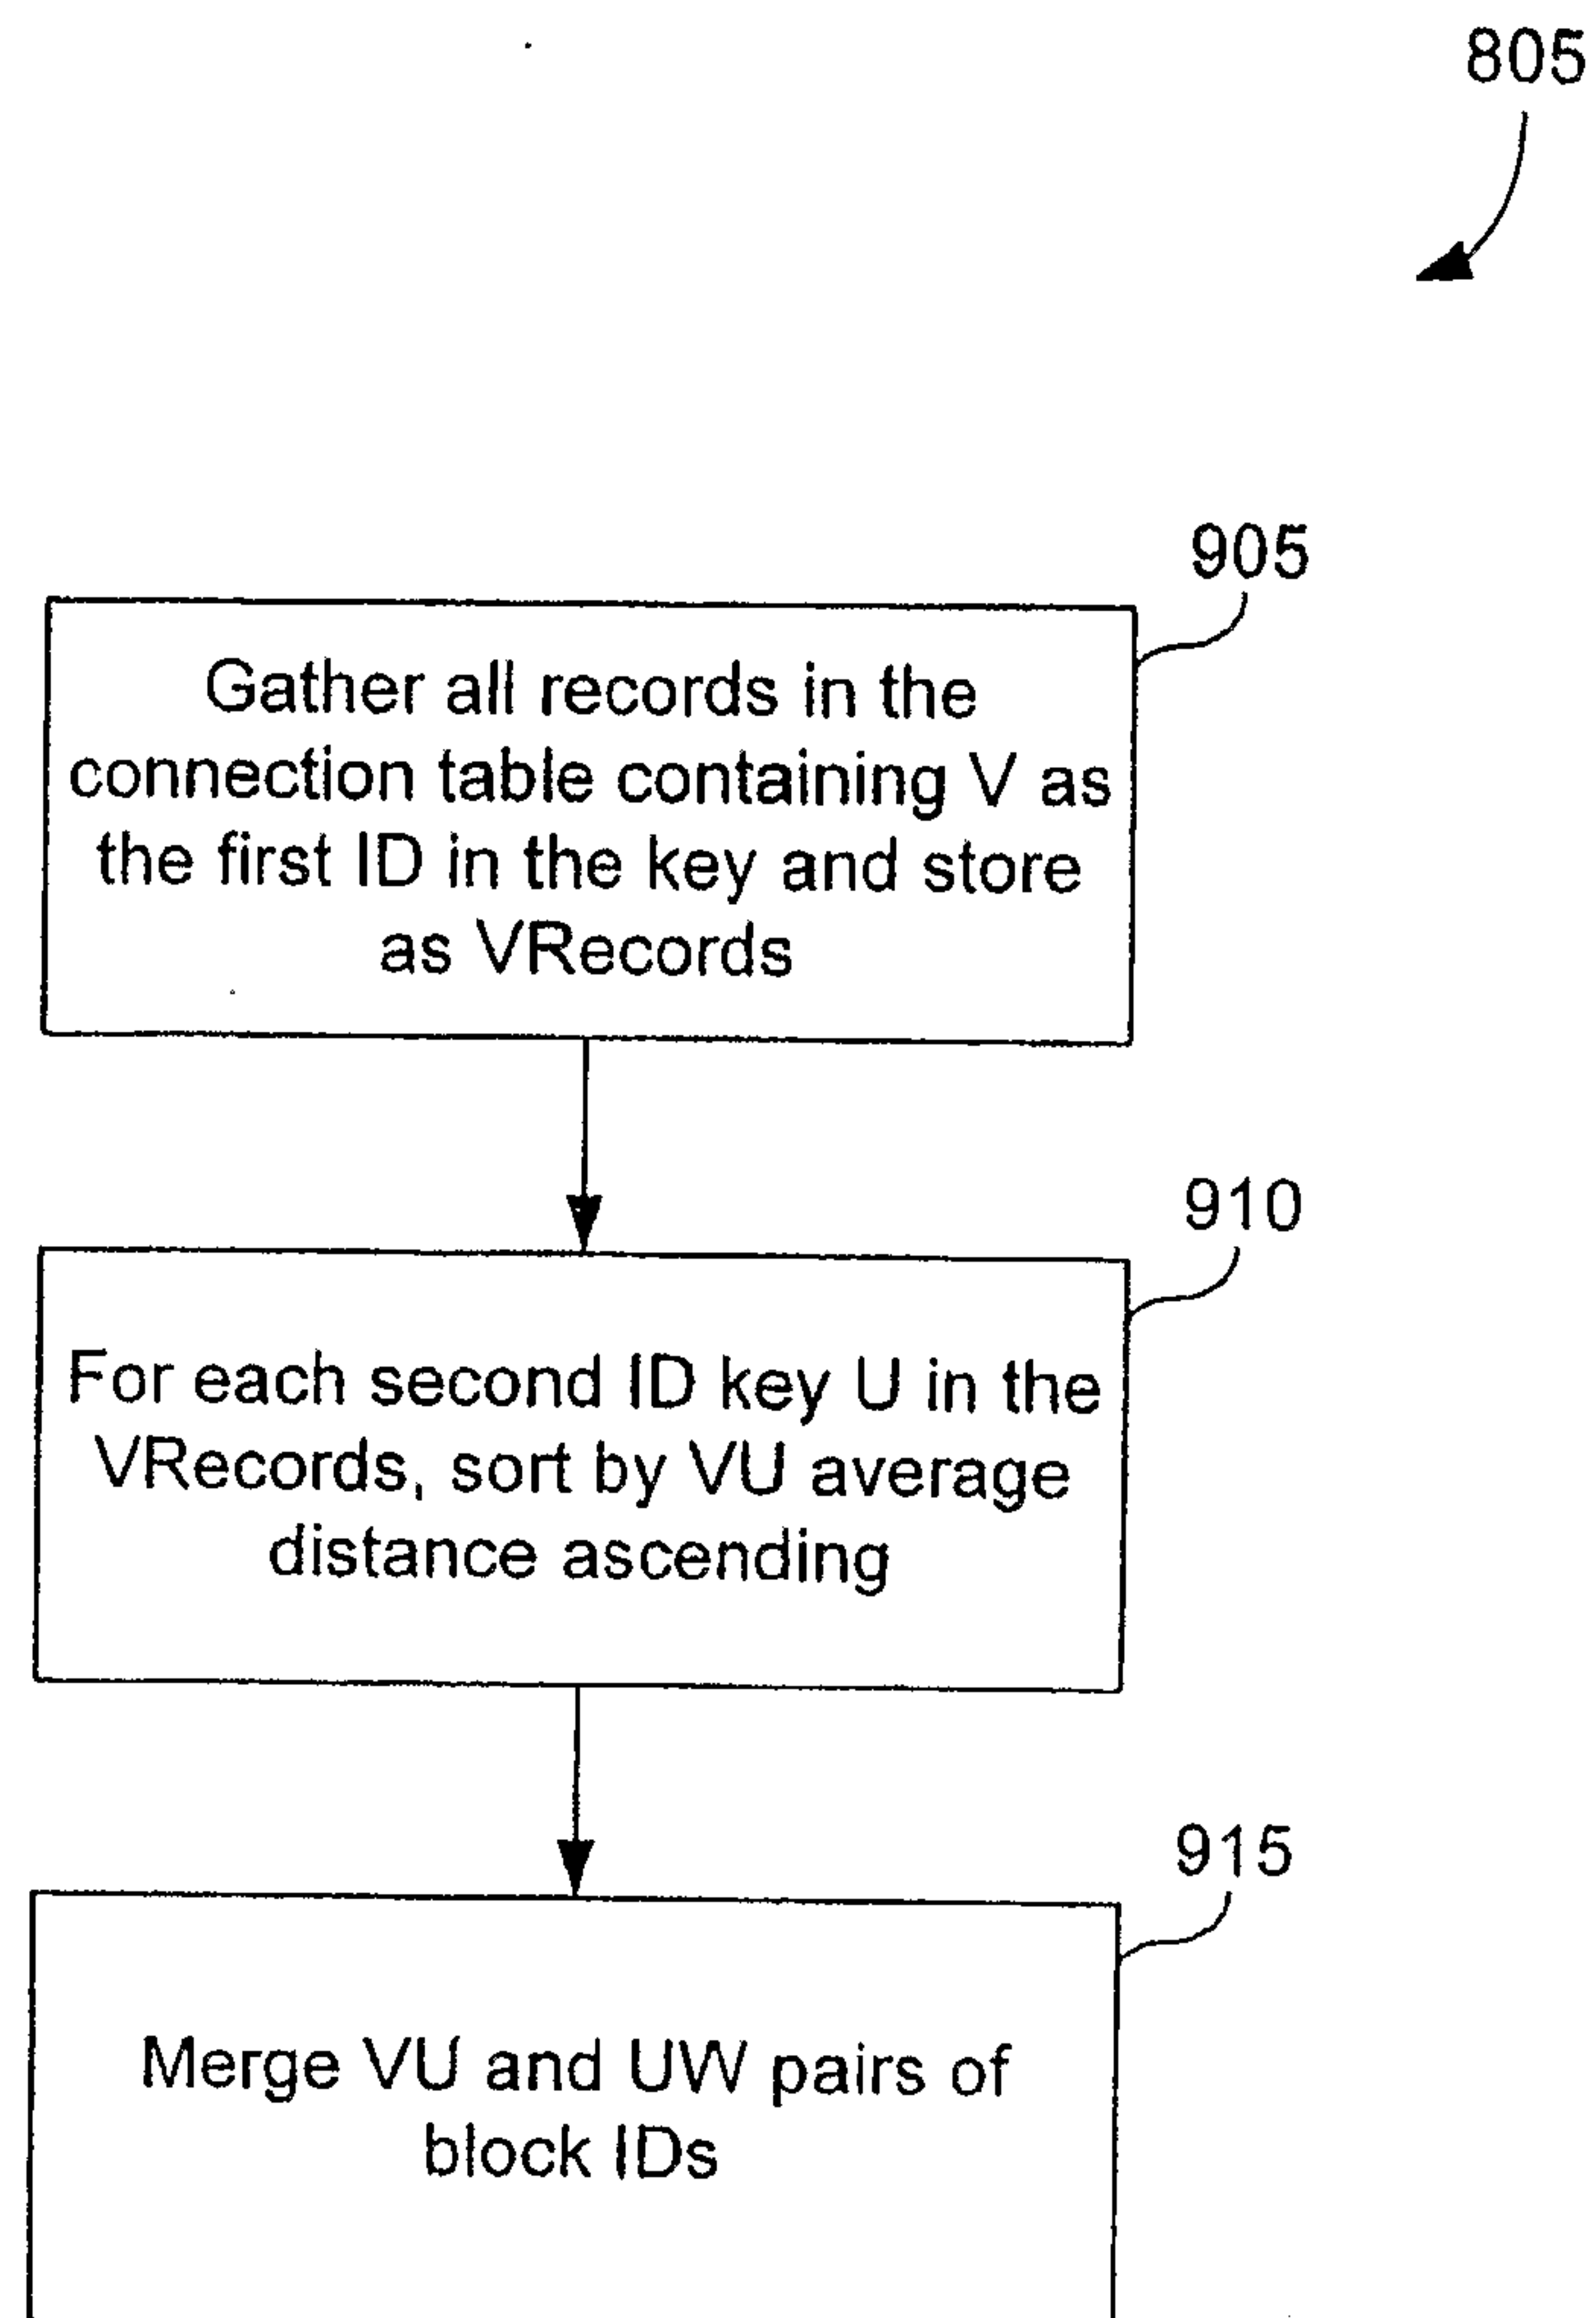 805
905
Gather all records in the
connection table containing V as
the first ID in the key and store
as VRecords
910
For each second ID key U in the
VRecords, sort by VU average
distance ascending
915
Merge VU and UW pairs of
block IDs